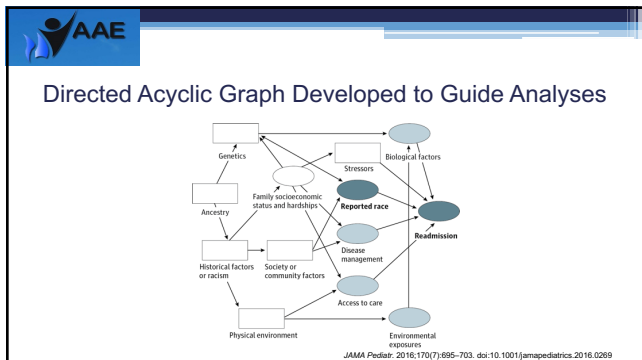 AAE
Directed Acyclic Graph Developed to Guide Analyses
Genetics
Stressors
Biological factors
Family socioeconomic
status and hardships
Reported race
Ancestry
Readmission
Disease
management
Historical factors
or racism
Society or
community factors
Access to care
Physical environment
Environmental
exposures
JAMA Pediatr. 2016;170(7):695–703. doi:10.1001/jamapediatrics.2016.0269